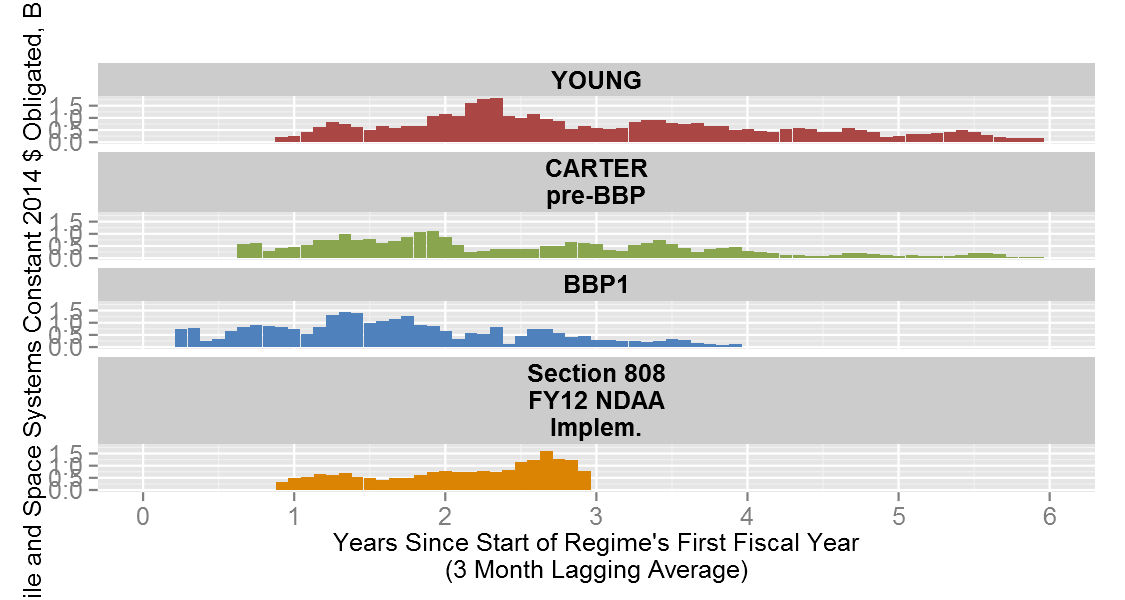 ile and Space Systems Constant 2014 $ Obligated, B
YOUNG
1.5
1.0
0.5
0.0
CARTER
pre-BBP
1.5
1.0
0.5
0.0
BBP1
1.5
1.0
0.5
0.0
Section 808
FY12 NDAA
Implem.
1.5
1.0
0.5
0.0
0 1 2 3 4 5 6
Years Since Start of Regime's First Fiscal Year
(3 Month Lagging Average)